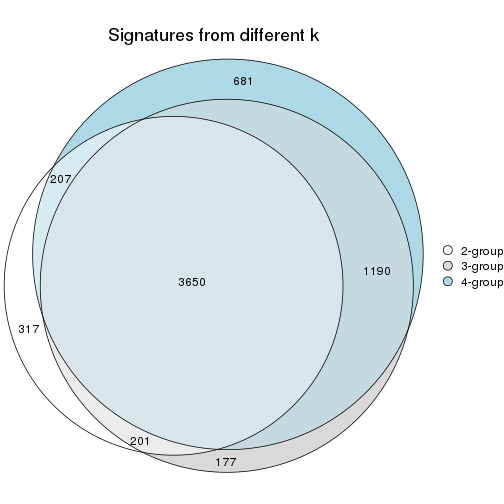 Signatures from different k
681
207
3650
1190
317
201
177
2-group
3-group
4-group